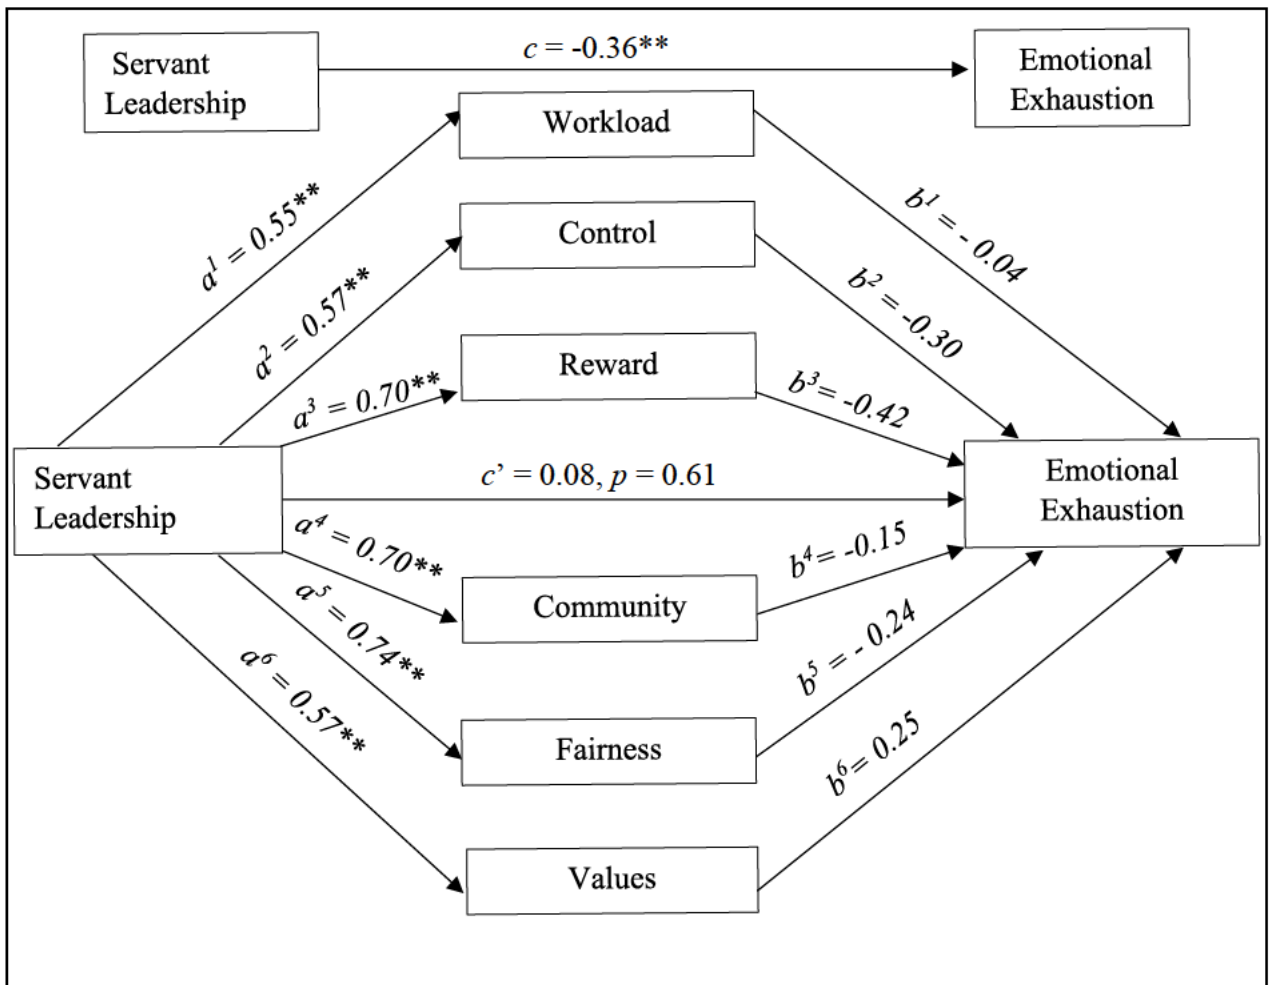 c = -0.36**
Servant
Leadership
Emotional
Exhaustion
Workload
a¹ = 0.55**
b¹ = - 0.04
Control
a² = 0.57**
b² = -0.30
Reward
a³ = 0.70**
b³= -0.42
Servant
Leadership
c’ = 0.08, p = 0.61
Emotional
Exhaustion
a⁴ = 0.70**
b⁴= -0.15
Community
a⁵ = 0.74**
b⁵ = - 0.24
Fairness
a⁶ = 0.57**
b⁶= 0.25
Values